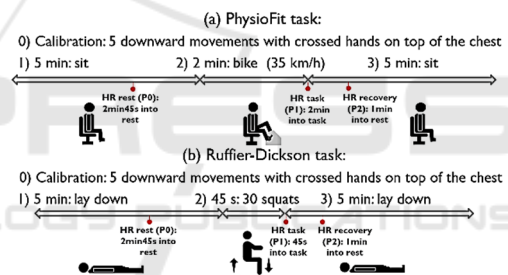 (a) PhysioFit task:
0) Calibration: 5 downward movements with crossed hands on top of the chest
1) 5 min: sit 2) 2 min: bike (35 km/h) 3) 5 min: sit
HR rest (P0):
2min45s into
rest
HR task
(P1): 2min
into task
HR recovery
(P2): 1min
into rest
(b) Ruffier-Dickson task:
0) Calibration: 5 downward movements with crossed hands on top of the chest
1) 5 min: lay down 2) 45 s: 30 squats 3) 5 min: lay down
HR rest (P0):
2min45s into
rest
HR task
(P1): 45s
into task
HR recovery
(P2): 1min
into rest